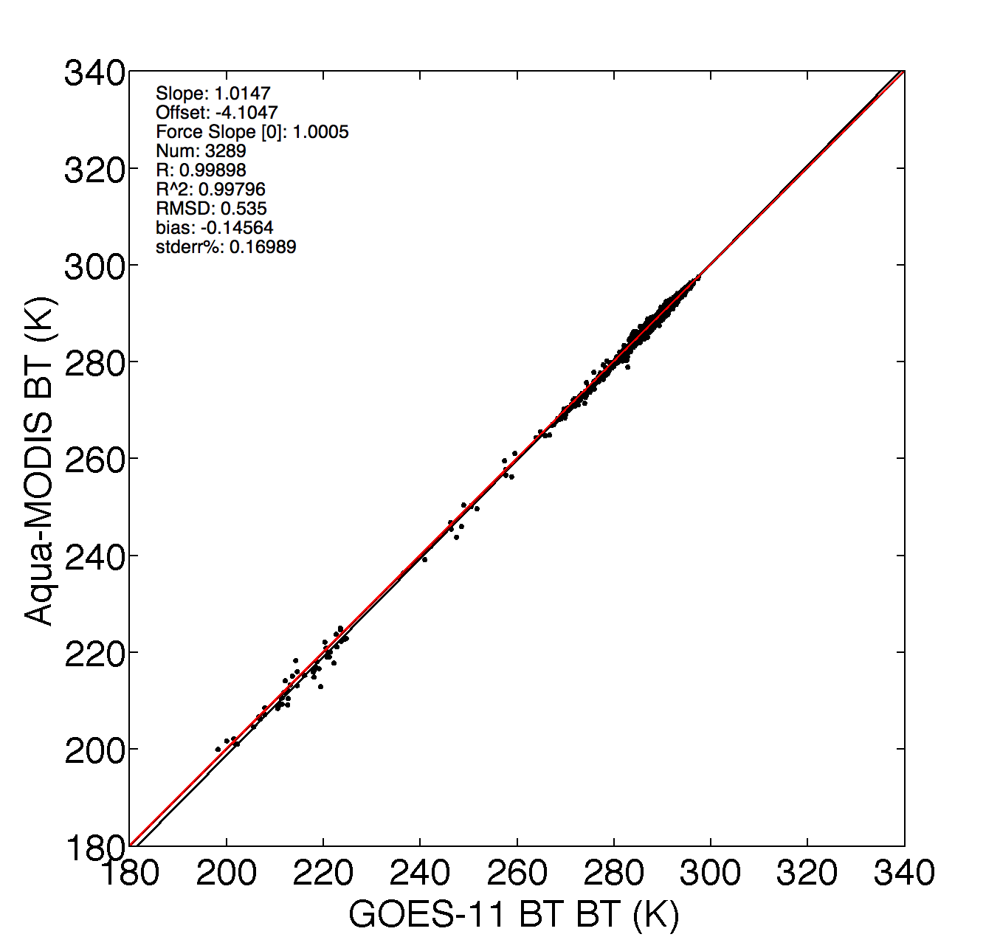 340
320
300
280
260
240
220
200
180
Slope: 1.0147
Offset: -4.1047
Force Slope [0]: 1.0005
Num: 3289
R: 0.99898
R^2: 0.99796
RMSD: 0.535
bias: -0.14564
stderr%: 0.16989
Aqua-MODIS BT (K)
180 200 220 240 260 280 300 320 340
GOES-11 BT BT (K)